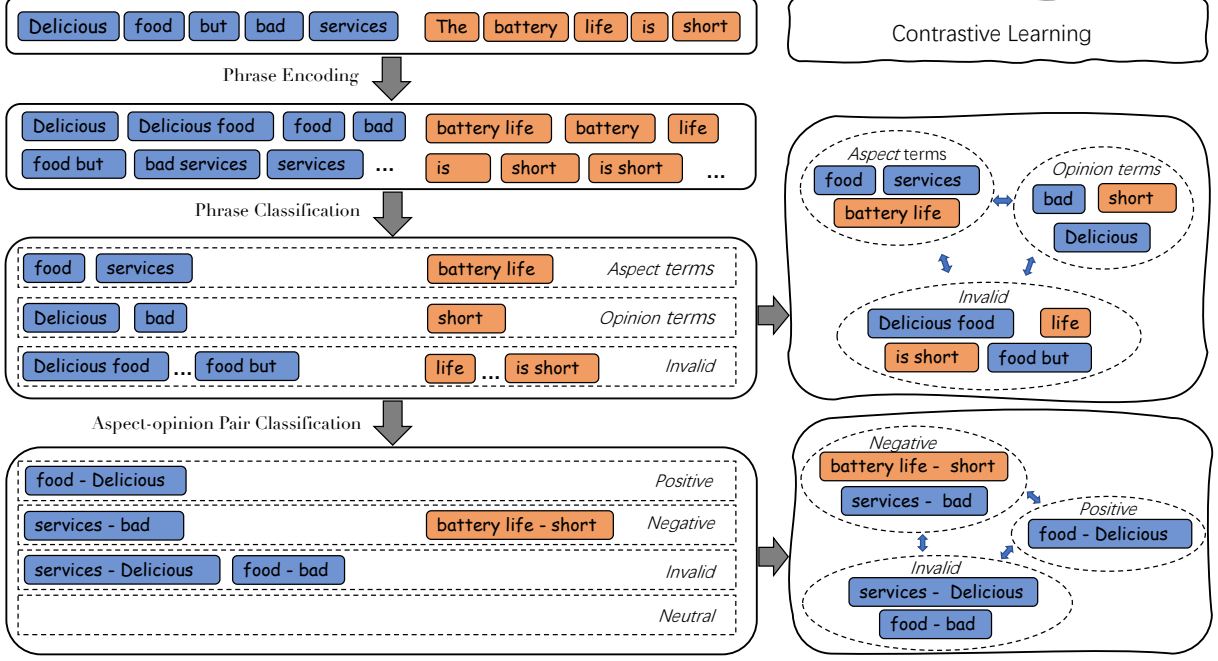 Delicious food but bad services The battery life is short
Phrase Encoding
Delicious Delicious food food bad battery life battery life
food but bad services services ... is short is short ...
Phrase Classification
food services battery life Aspect terms
Delicious bad short Opinion terms
Delicious food ... food but life ... is short Invalid
Aspect-opinion Pair Classification
food - Delicious Positive
services - bad battery life - short Negative
services - Delicious food - bad Invalid
Neutral
Contrastive Learning
Aspect terms
food services
battery life
Opinion terms
bad short
Delicious
Invalid
Delicious food life
is short food but
Negative
battery life - short
services - bad
Positive
food - Delicious
Invalid
services - Delicious
food - bad